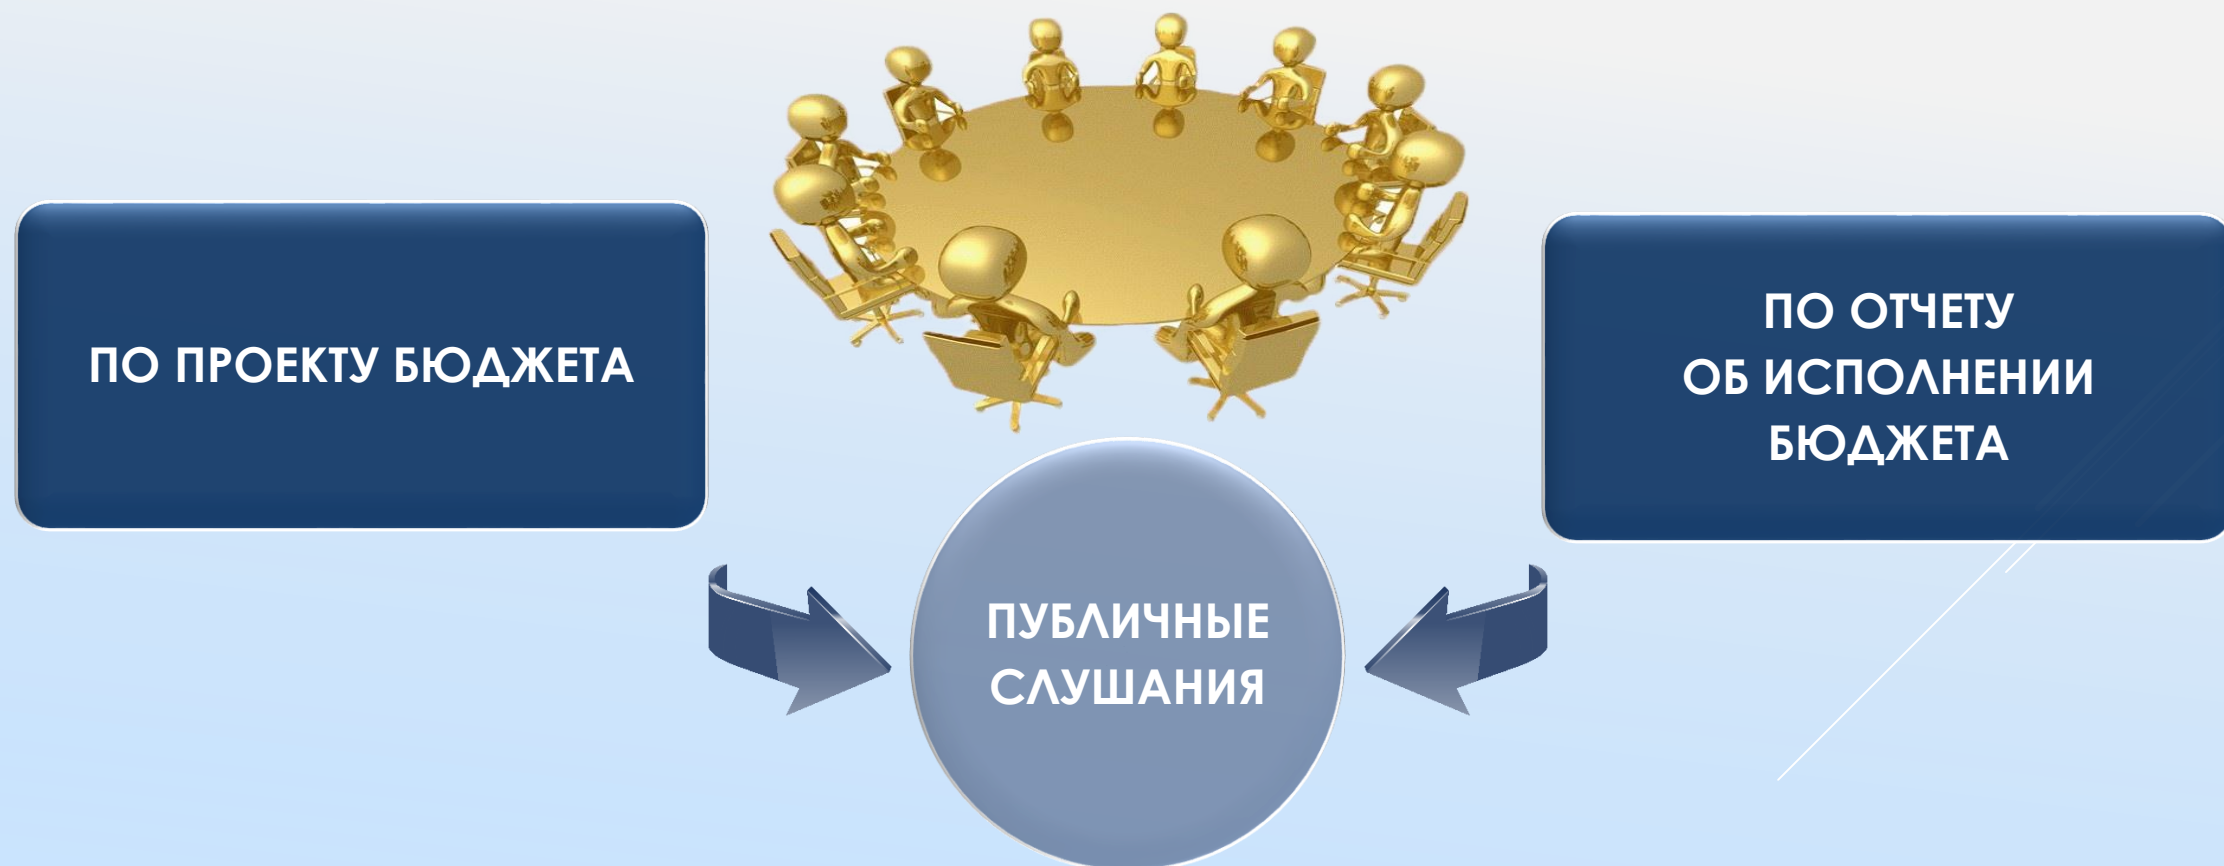 ПО ПРОЕКТУ БЮДЖЕТА
ПО ОТЧЕТУ
ОБ ИСПОЛНЕНИИ
БЮДЖЕТА
ПУБЛИЧНЫЕ
СЛУШАНИЯ